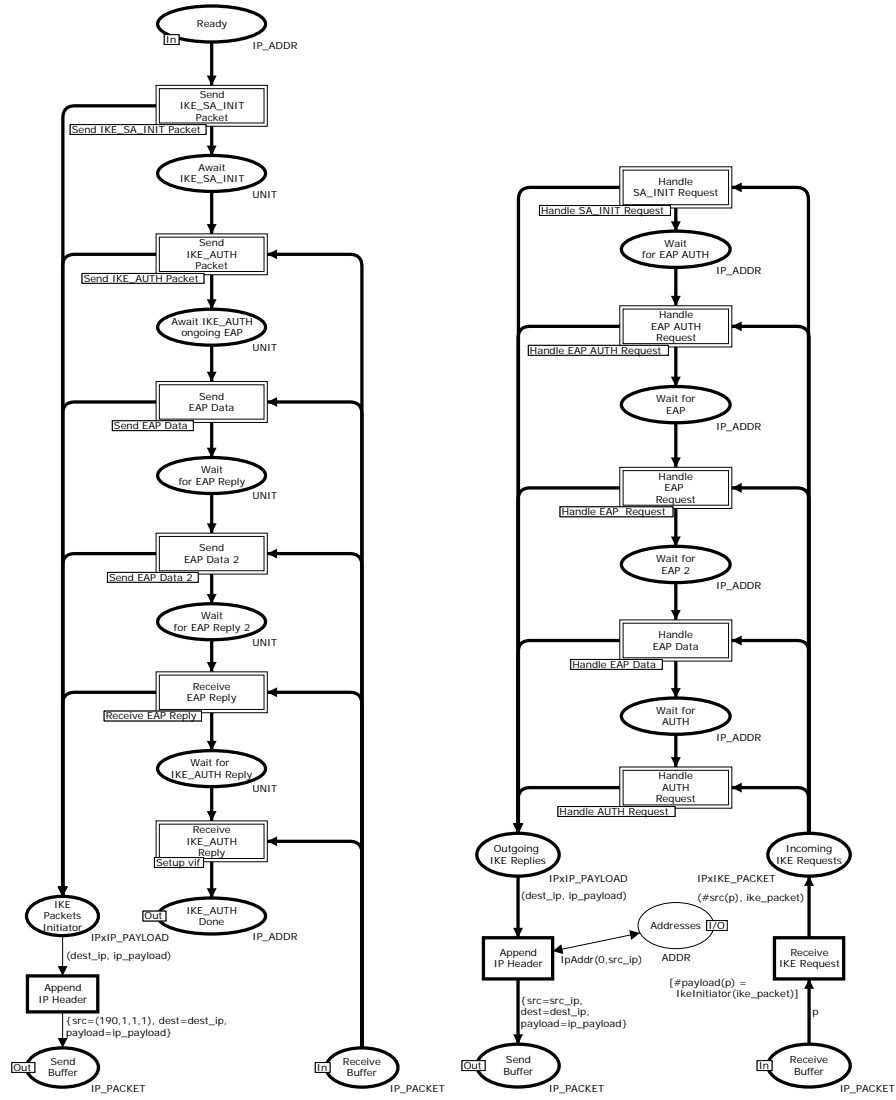 Ready
In
IP_ADDR
Send
IKE_SA_INIT
Packet
Send IKE_SA_INIT Packet
Await
IKE_SA_INIT
UNIT
Send
IKE_AUTH
Packet
Send IKE_AUTH Packet
Await IKE_AUTH
ongoing EAP
UNIT
Send
EAP Data
Send EAP Data
Wait
for EAP Reply
UNIT
Send
EAP Data 2
Send EAP Data 2
Wait
for EAP Reply 2
UNIT
Receive
EAP Reply
Receive EAP Reply
Wait for
IKE_AUTH Reply
UNIT
Receive
IKE_AUTH
Reply
Setup vif
IKE_AUTH
Done
Out
IP_ADDR
IKE
Packets
Initiator
IPxIP_PAYLOAD
(dest_ip, ip_payload)
Append
IP Header
{src=(190,1,1,1), dest=dest_ip,
payload=ip_payload}
Out
Send
Buffer
IP_PACKET
In
Receive
Buffer
IP_PACKET
Handle
SA_INIT Request
Handle SA_INIT Request
Wait
for EAP AUTH
IP_ADDR
Handle
EAP AUTH
Request
Handle EAP AUTH Request
Wait for
EAP
IP_ADDR
Handle
EAP
Request
Handle EAP  Request
Wait for
EAP 2
IP_ADDR
Handle
EAP Data
Handle EAP Data
Wait for
AUTH
IP_ADDR
Handle
AUTH
Request
Handle AUTH Request
Outgoing
IKE Replies
IPxIP_PAYLOAD
(dest_ip, ip_payload)
Incoming
IKE Requests
IPxIKE_PACKET
(#src(p), ike_packet)
Addresses
I/O
ADDR
Append
IP Header
IpAddr(0,src_ip)
Receive
IKE Request
{src=src_ip,
dest=dest_ip,
payload=ip_payload}
[#payload(p) =
IkeInitiator(ike_packet)]
p
Out
Send
Buffer
IP_PACKET
In
Receive
Buffer
IP_PACKET